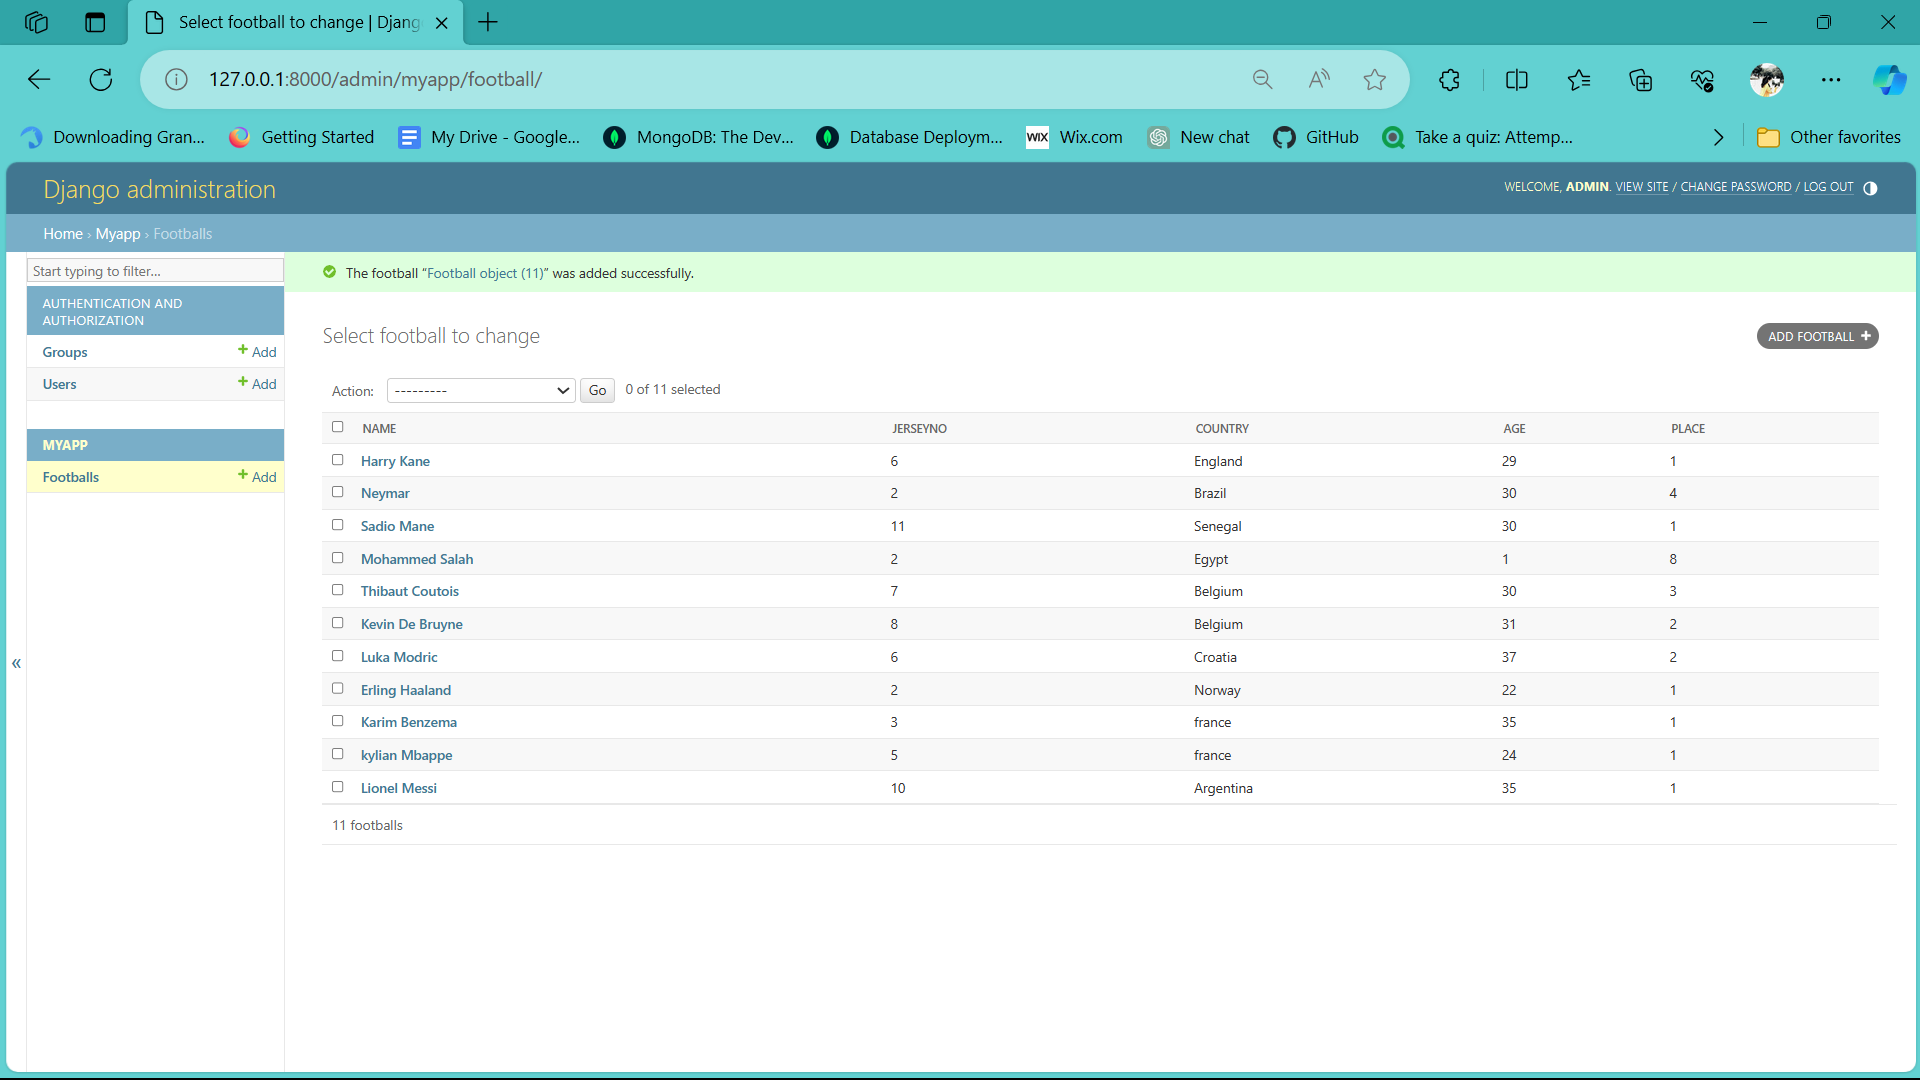 Select football to change | Djang
127.0.0.1:8000/admin/myapp/football/
Downloading Gran... Getting Started My Drive - Google... MongoDB: The Dev... Database Deploym... WIX Wix.com New chat GitHub Take a quiz: Attemp... Other favorites
Django administration
WELCOME, ADMIN. VIEW SITE / CHANGE PASSWORD / LOG OUT
Home › Myapp › Footballs
Start typing to filter...
AUTHENTICATION AND
AUTHORIZATION
Groups + Add
Users + Add
MYAPP
Footballs + Add
«
The football “Football object (11)” was added successfully.
Select football to change
ADD FOOTBALL +
Action: --------- Go 0 of 11 selected
NAME JERSEYNO COUNTRY AGE PLACE
Harry Kane 6 England 29 1
Neymar 2 Brazil 30 4
Sadio Mane 11 Senegal 30 1
Mohammed Salah 2 Egypt 1 8
Thibaut Coutois 7 Belgium 30 3
Kevin De Bruyne 8 Belgium 31 2
Luka Modric 6 Croatia 37 2
Erling Haaland 2 Norway 22 1
Karim Benzema 3 france 35 1
kylian Mbappe 5 france 24 1
Lionel Messi 10 Argentina 35 1
11 footballs